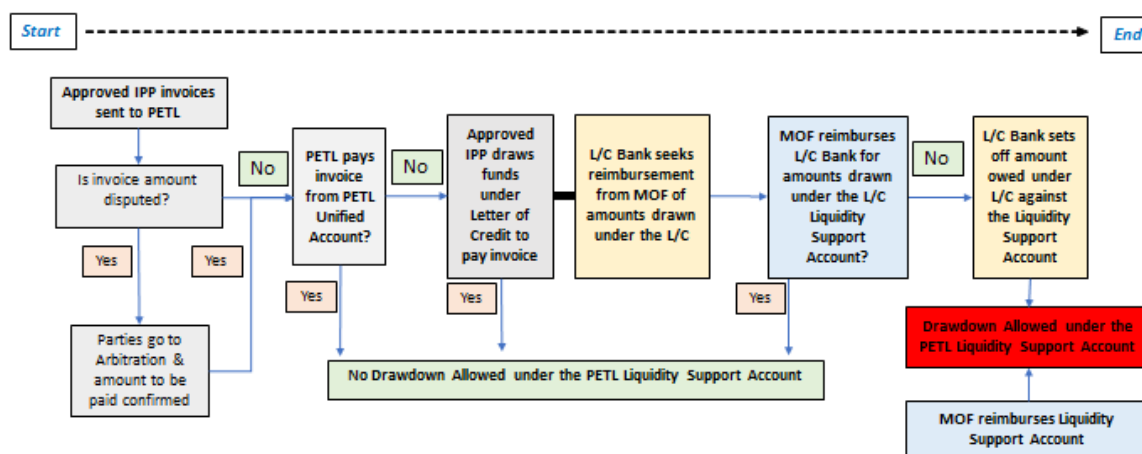 Start
End
Approved IPP invoices
sent to PETL
Is invoice amount
disputed?
No
Yes
Yes
Parties go to
Arbitration &
amount to be
paid confirmed
PETL pays
invoice
from PETL
Unified
Account?
No
Yes
Approved
IPP draws
funds
under
Letter of
Credit to
pay invoice
Yes
L/C Bank seeks
reimbursement
from MOF of
amounts drawn
under the L/C
MOF reimburses
L/C Bank for
amounts drawn
under the L/C
Liquidity
Support
Account?
No
Yes
L/C Bank sets
off amount
owed under
L/C against
the Liquidity
Support
Account
No Drawdown Allowed under the PETL Liquidity Support Account
Drawdown Allowed under the
PETL Liquidity Support Account
MOF reimburses Liquidity
Support Account